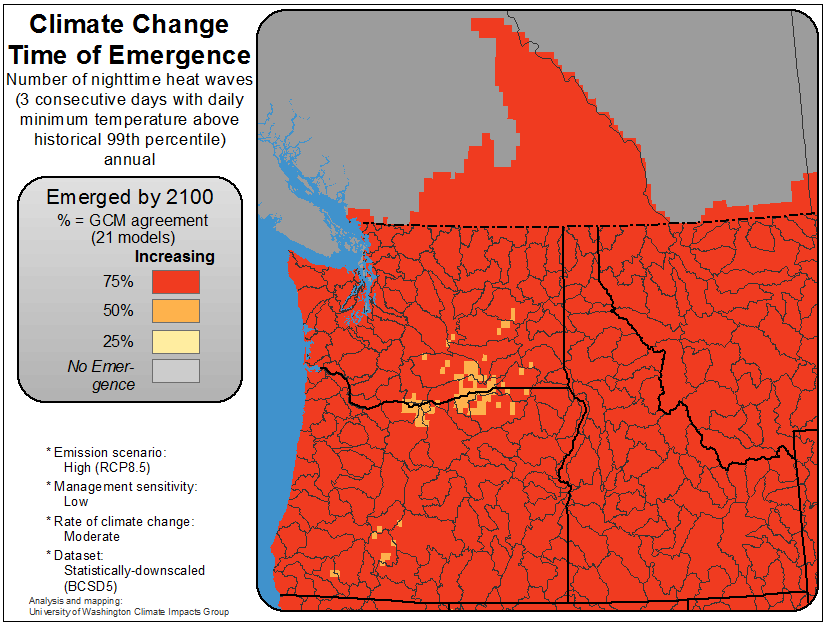 Climate Change
Time of Emergence
Number of nighttime heat waves
(3 consecutive days with daily
minimum temperature above
historical 99th percentile)
annual
Emerged by 2100
% = GCM agreement
(21 models)
Increasing
75%
50%
25%
No Emer-
gence
* Emission scenario:
High (RCP8.5)
* Management sensitivity:
Low
* Rate of climate change:
Moderate
* Dataset:
Statistically-downscaled
(BCSD5)
Analysis and mapping:
University of Washington Climate Impacts Group